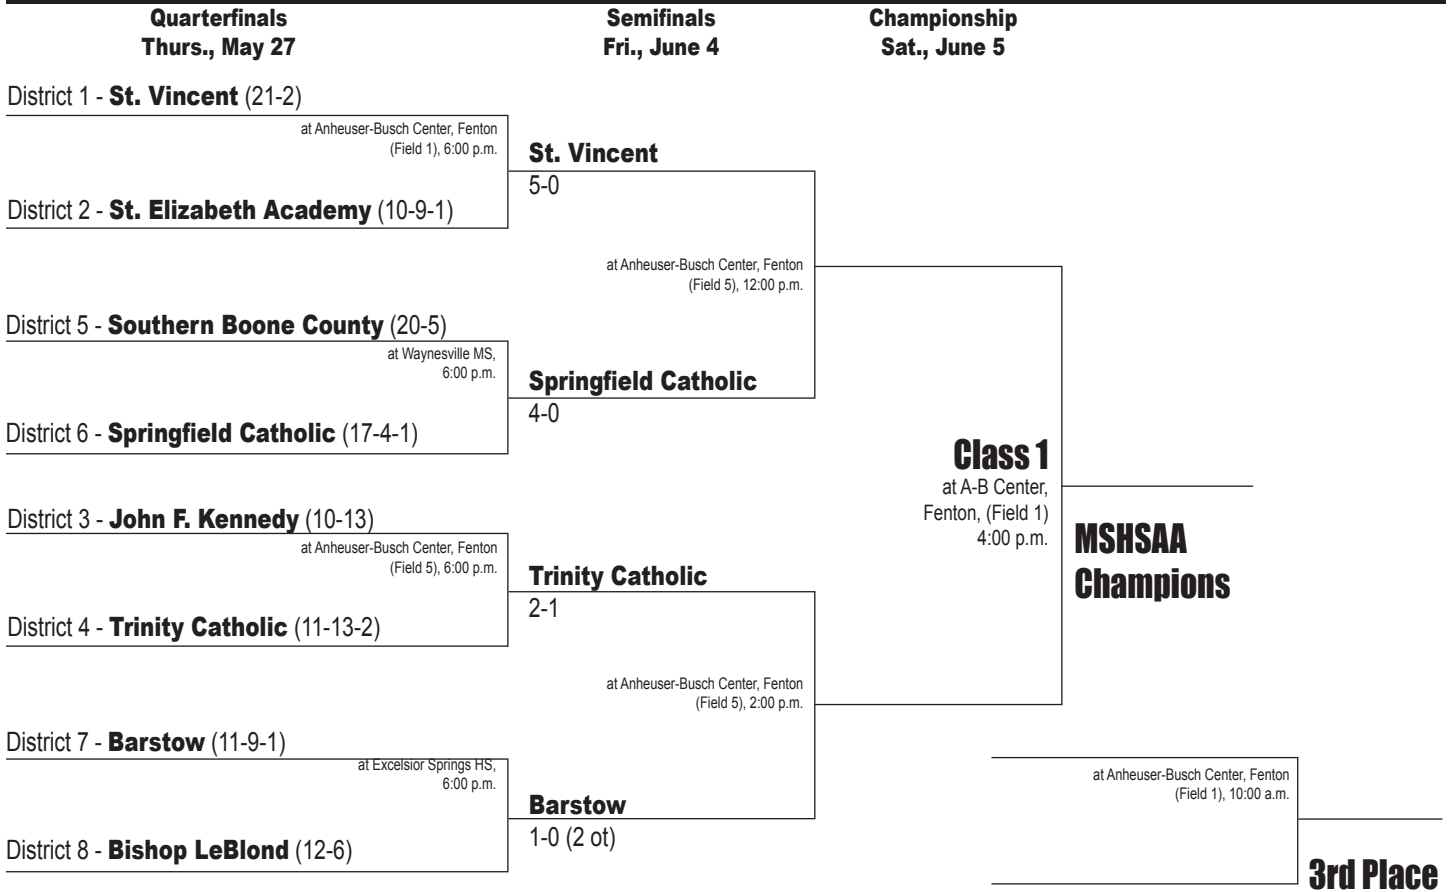 Quarterfinals
Thurs., May 27
Semifinals
Fri., June 4
Championship
Sat., June 5
District 1 - St. Vincent (21-2)
at Anheuser-Busch Center, Fenton
(Field 1), 6:00 p.m.
District 2 - St. Elizabeth Academy (10-9-1)
St. Vincent
5-0
at Anheuser-Busch Center, Fenton
(Field 5), 12:00 p.m.
District 5 - Southern Boone County (20-5)
at Waynesville MS,
6:00 p.m.
District 6 - Springfield Catholic (17-4-1)
Springfield Catholic
4-0
District 3 - John F. Kennedy (10-13)
at Anheuser-Busch Center, Fenton
(Field 5), 6:00 p.m.
District 4 - Trinity Catholic (11-13-2)
Trinity Catholic
2-1
at Anheuser-Busch Center, Fenton
(Field 5), 2:00 p.m.
District 7 - Barstow (11-9-1)
at Excelsior Springs HS,
6:00 p.m.
District 8 - Bishop LeBlond (12-6)
Barstow
1-0 (2 ot)
Class 1
at A-B Center,
Fenton, (Field 1)
4:00 p.m.
MSHSAA
Champions
at Anheuser-Busch Center, Fenton
(Field 1), 10:00 a.m.
3rd Place